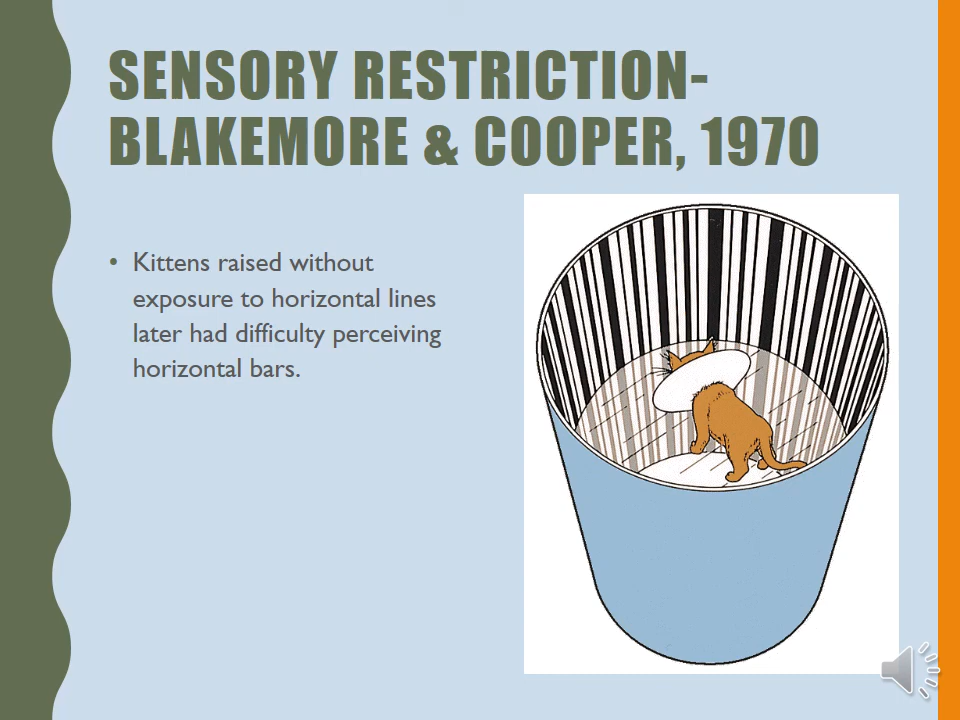 SENSORY RESTRICTION-
BLAKEMORE & COOPER, 1970
• Kittens raised without
exposure to horizontal lines
later had difficulty perceiving
horizontal bars.